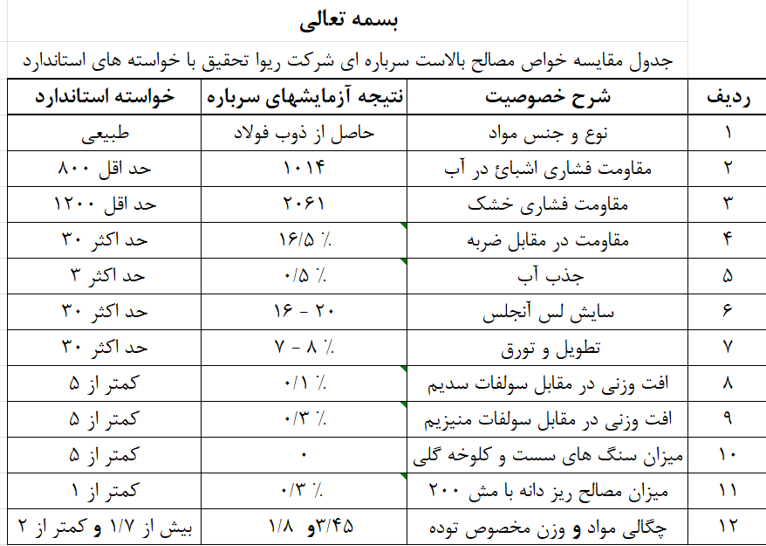 بسمه تعالی
جدول مقایسه خواص مصالح بالاست سرباره ای شرکت ریوا تحقیق با خواسته های استاندارد
ردیف شرح خصوصیت نتیجه آزمایشهای سرباره خواسته استاندارد
۱ نوع و جنس مواد حاصل از ذوب فولاد طبیعی
۲ مقاومت فشاری اشبائ در آب ۱۰۱۴ حد اقل ۸۰۰
۳ مقاومت فشاری خشک ۲۰۶۱ حد اقل ۱۲۰۰
۴ مقاومت در مقابل ضربه ۱۶/۵ ٪ حد اکثر ۳۰
۵ جذب آب ۰/۵ ٪ حد اکثر ۳
۶ سایش لس آنجلس ۲۰ - ۱۶ حد اکثر ۳۰
۷ تطویل و تورق ۷ - ۸ ٪ حد اکثر ۳۰
۸ افت وزنی در مقابل سولفات سدیم ۰/۱ ٪ کمتر از ۵
۹ افت وزنی در مقابل سولفات منیزیم ۰/۳ ٪ کمتر از ۵
۱۰ میزان سنگ های سست و کلوخه گلی ۰ کمتر از ۵
۱۱ میزان مصالح ریز دانه با مش ۲۰۰ ۰/۳ ٪ کمتر از ۱
۱۲ چگالی مواد و وزن مخصوص توده ۳/۴۵و ۱/۸ بیش از ۱/۷ و کمتر از ۲